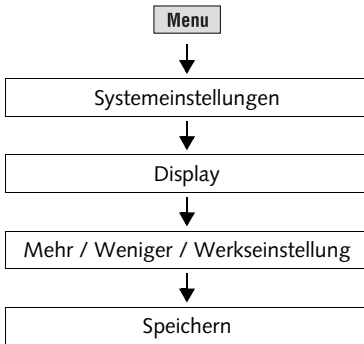 Menu
Systemeinstellungen
Display
Mehr / Weniger / Werkseinstellung
Speichern